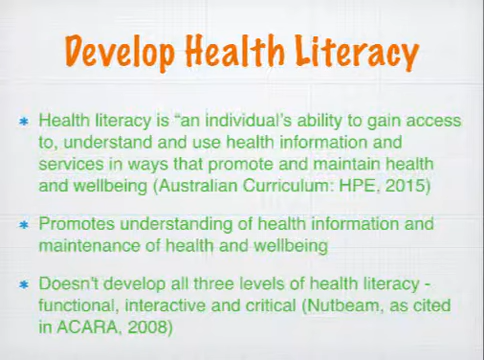 Develop Health Literacy
Health literacy is "an individual's ability to gain access
to, understand and use health information and
services in ways that promote and maintain health
and wellbeing (Australian Curriculum: HPE, 2015)
Promotes understanding of health information and
maintenance of health and wellbeing
Doesn't develop all three levels of health literacy -
functional, interactive and critical (Nutbeam, as cited
in ACARA, 2008)